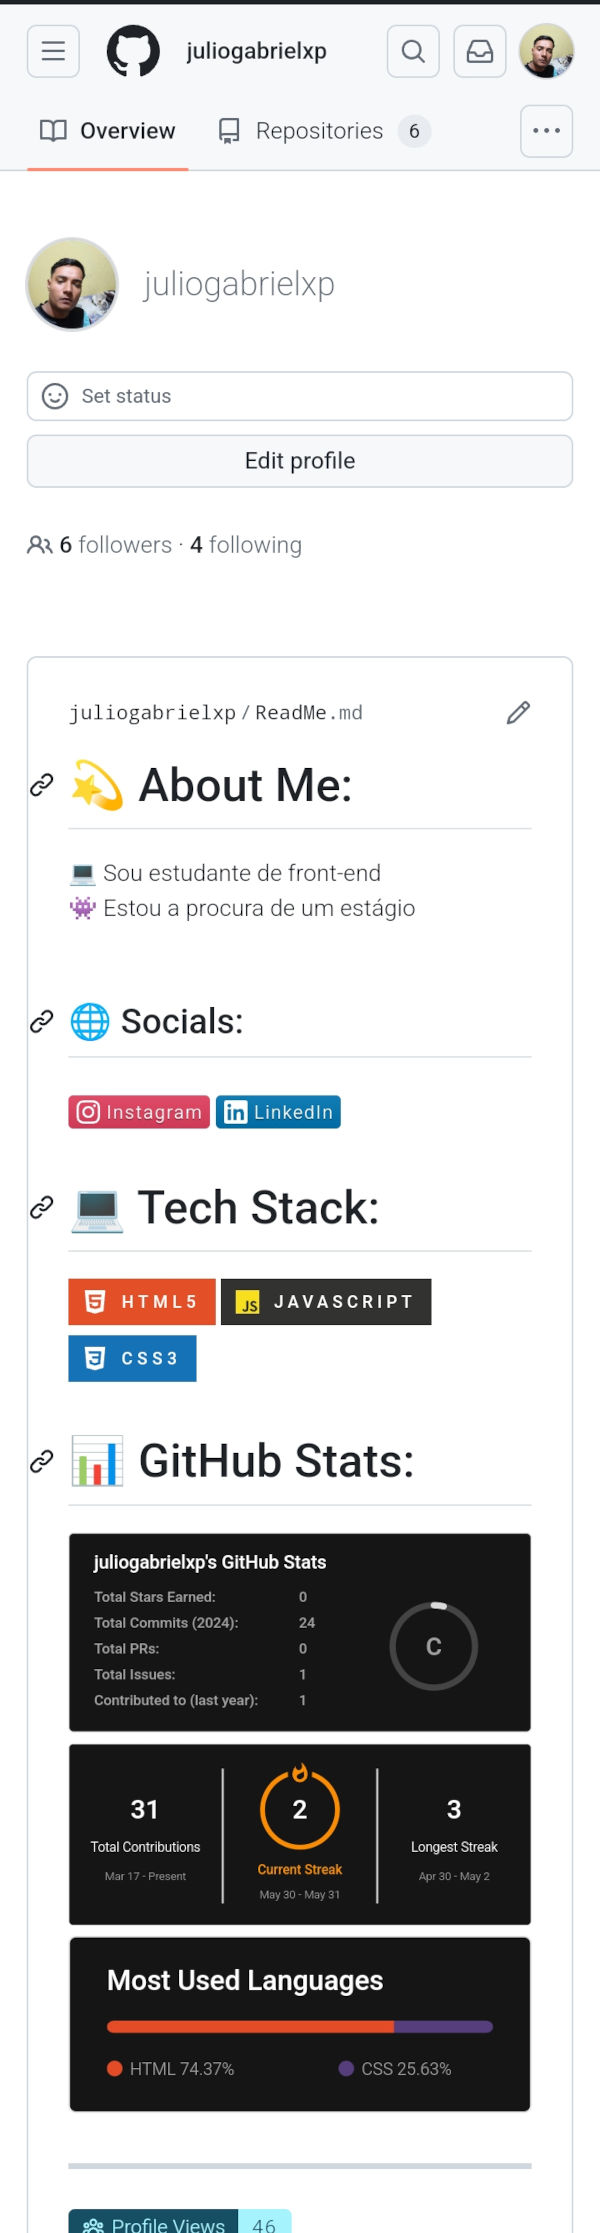 juliogabrielxp
Overview Repositories 6
juliogabrielxp
Set status
Edit profile
6 followers · 4 following
juliogabrielxp / ReadMe.md
💫 About Me:
💻 Sou estudante de front-end
👾 Estou a procura de um estágio
🌐 Socials:
Instagram LinkedIn
💻 Tech Stack:
HTML5 JS JAVASCRIPT
CSS3
📊 GitHub Stats:
juliogabrielxp's GitHub Stats
Total Stars Earned: 0
Total Commits (2024): 24
Total PRs: 0
Total Issues: 1
Contributed to (last year): 1
C
31 2 3
Total Contributions Current Streak Longest Streak
Mar 17 - Present May 30 - May 31 Apr 30 - May 2
Most Used Languages
HTML 74.37% CSS 25.63%
Profile Views 46